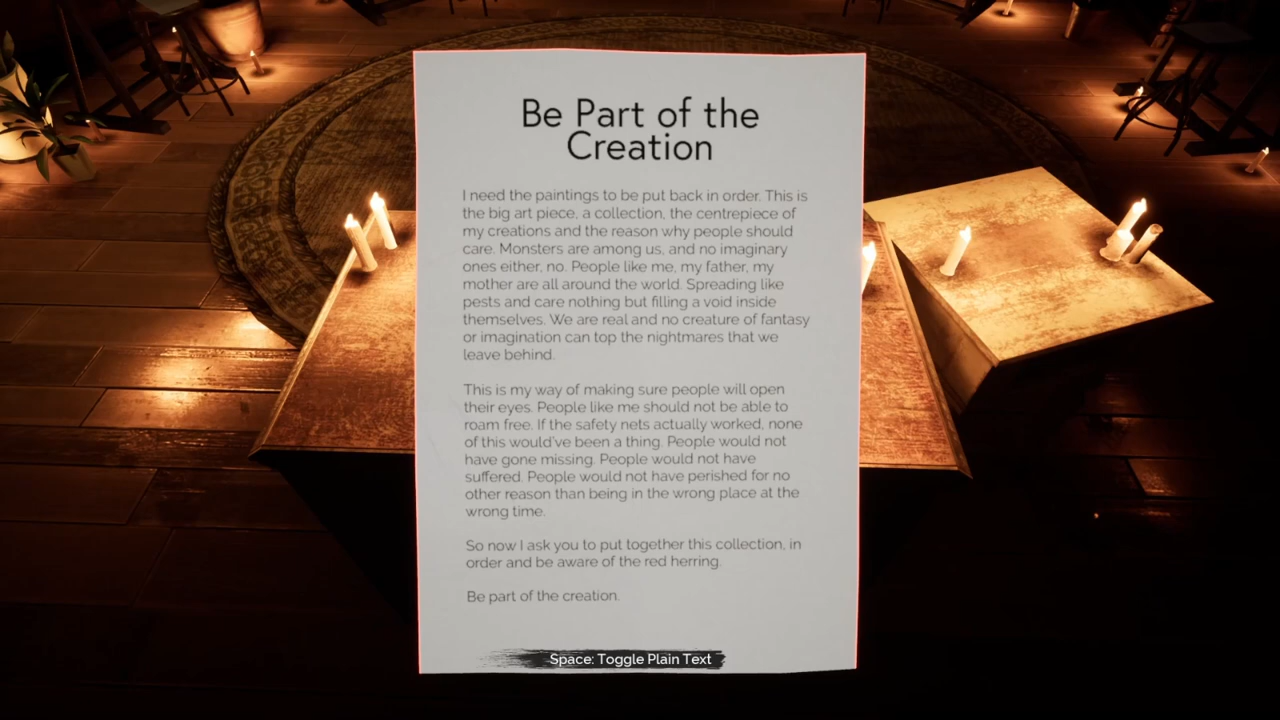 Be Part of the
Creation
I need the paintings to be put back in order. This is
the big art piece, a collection, the centrepiece of
my creations and the reason why people should
care. Monsters are among us, and no imaginary
ones either, no. People like me, my father, my
mother are all around the world. Spreading like
pests and care nothing but filling a void inside
themselves. We are real and no creature of fantasy
or imagination can top the nightmares that we
leave behind.
This is my way of making sure people will open
their eyes. People like me should not be able to
roam free. If the safety nets actually worked, none
of this would've been a thing. People would not
have gone missing. People would not have
suffered. People would not have perished for no
other reason than being in the wrong place at the
wrong time.
So now I ask you to put together this collection, in
order and be aware of the red herring.
Be part of the creation.
Space: Toggle Plain Text